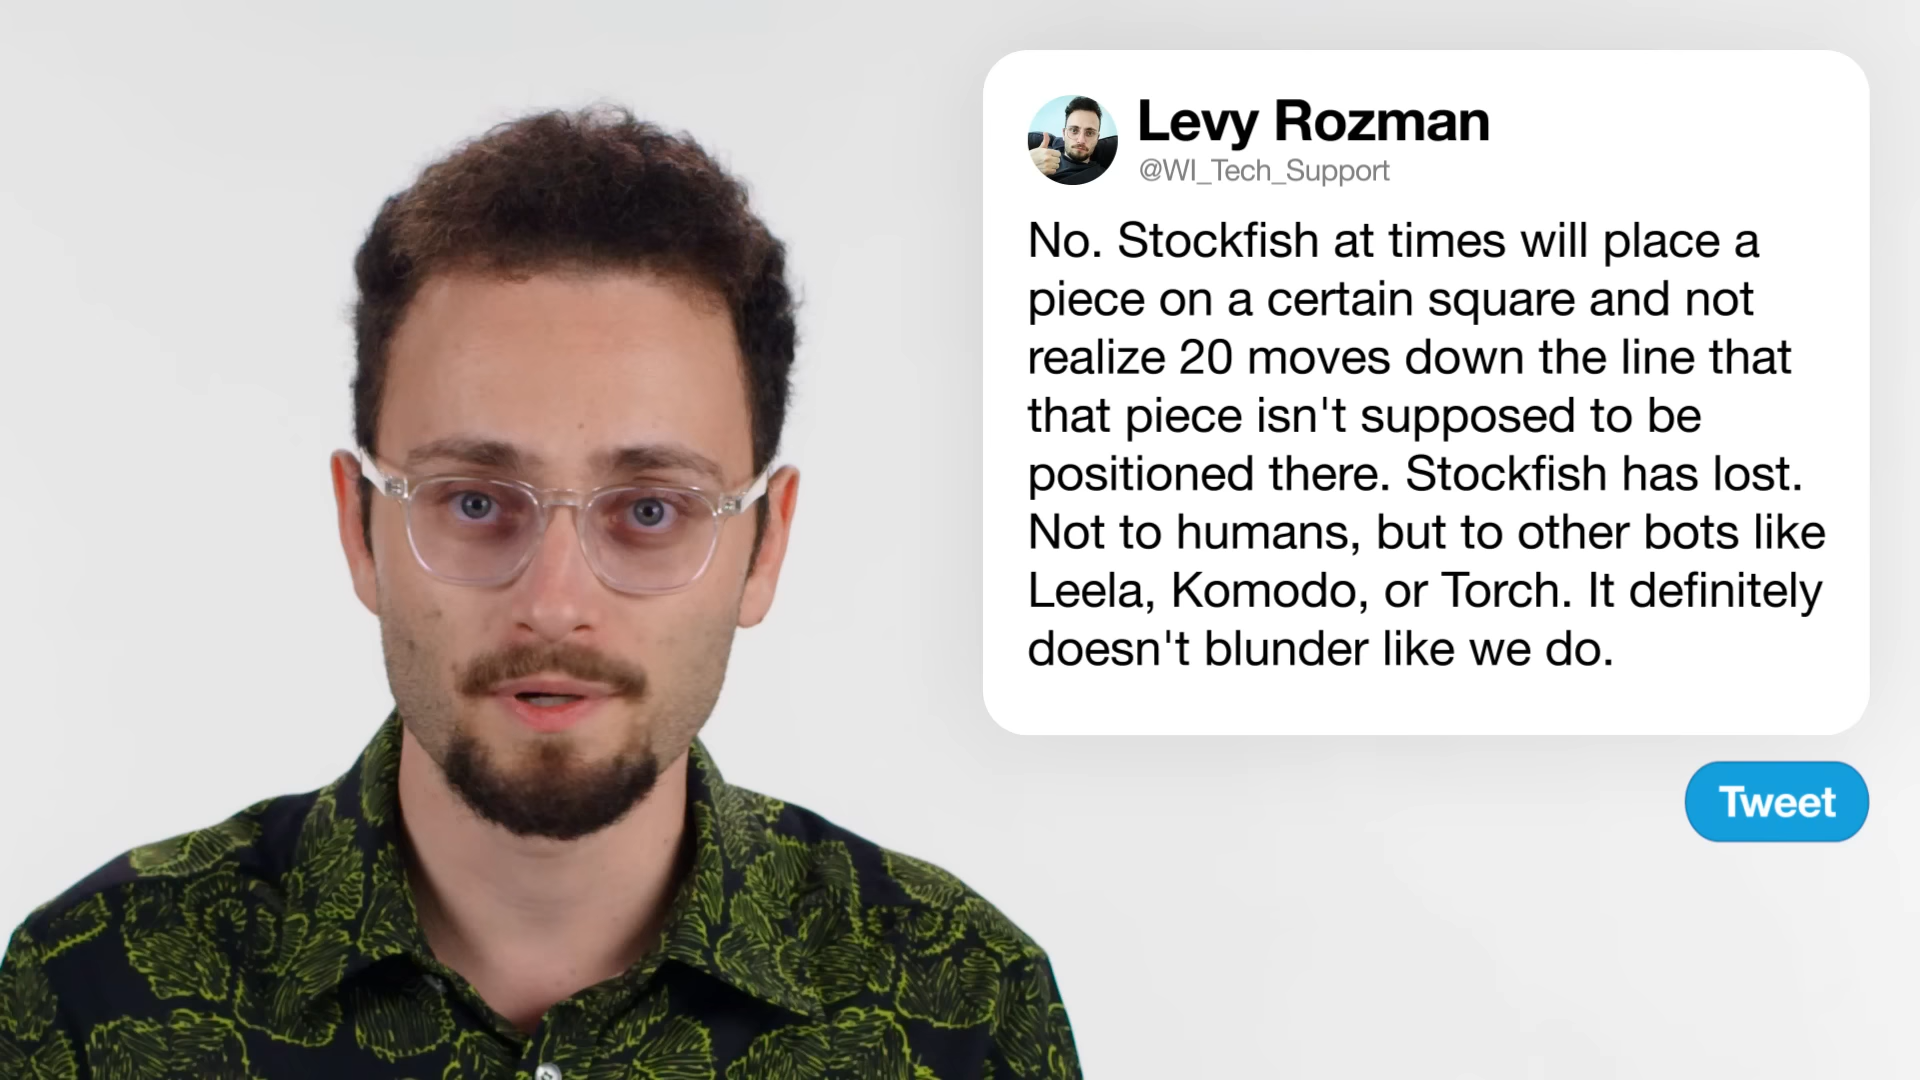 Levy Rozman
@WI_Tech_Support
No. Stockfish at times will place a
piece on a certain square and not
realize 20 moves down the line that
that piece isn't supposed to be
positioned there. Stockfish has lost.
Not to humans, but to other bots like
Leela, Komodo, or Torch. It definitely
doesn't blunder like we do.
Tweet